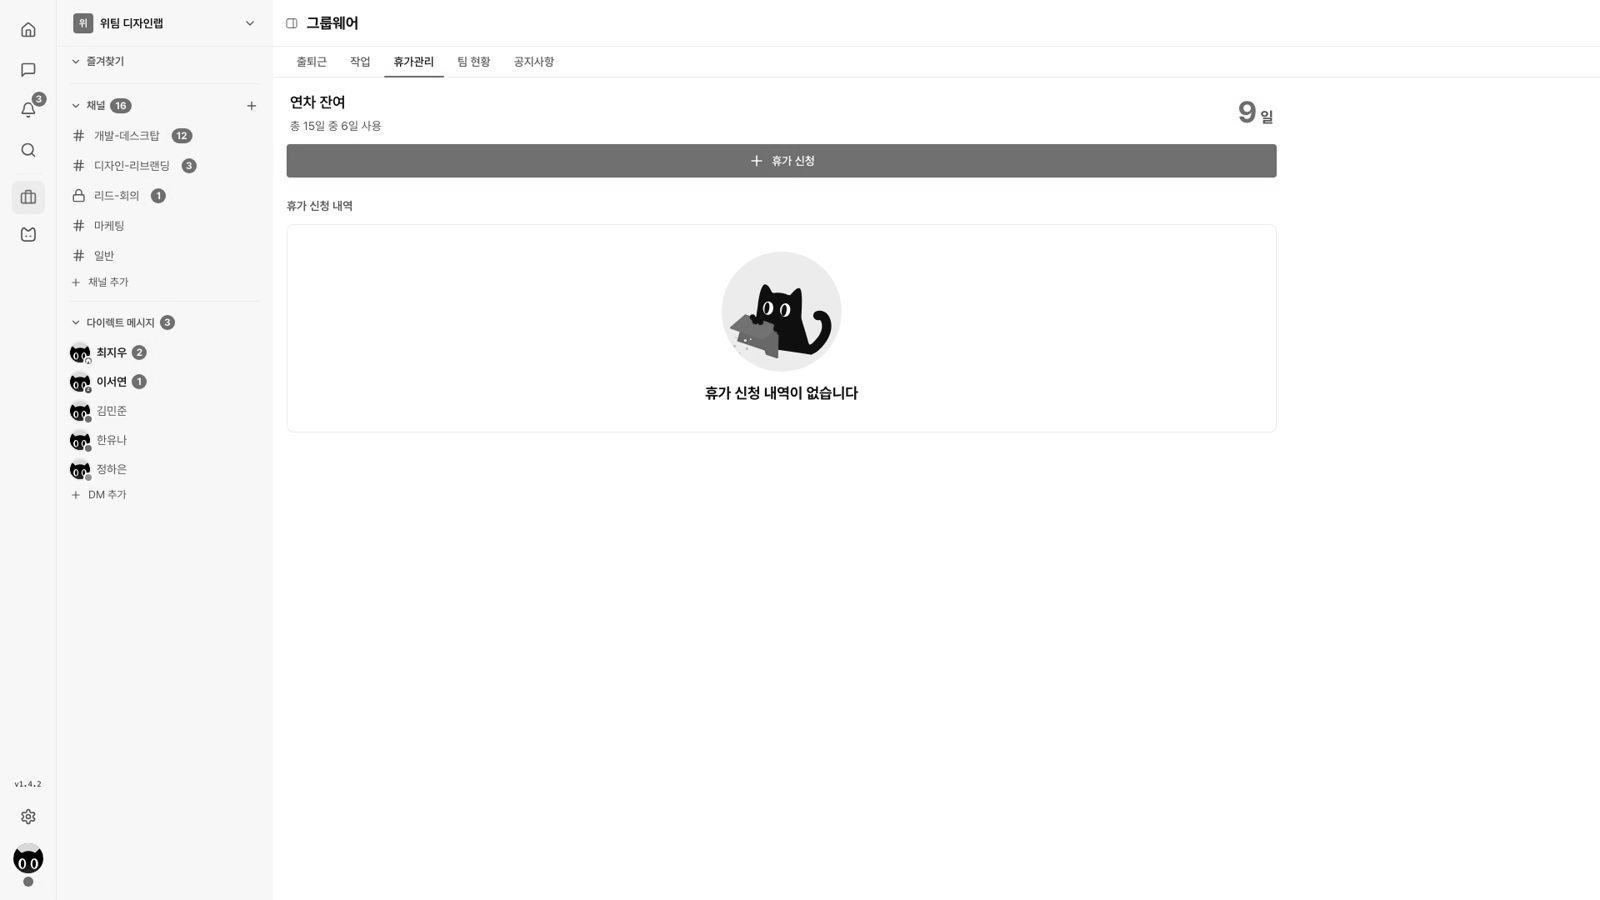 위 위팀 디자인랩
즐겨찾기
채널 16
# 개발-데스크탑 12
# 디자인-리브랜딩 3
리드-회의 1
# 마케팅
# 일반
+ 채널 추가
다이렉트 메시지 3
최지우 2
이서연 1
김민준
한유나
정하은
+ DM 추가
3
v1.4.2
그룹웨어
출퇴근 작업 휴가관리 팀 현황 공지사항
연차 잔여
총 15일 중 6일 사용
9 일
+ 휴가 신청
휴가 신청 내역
휴가 신청 내역이 없습니다